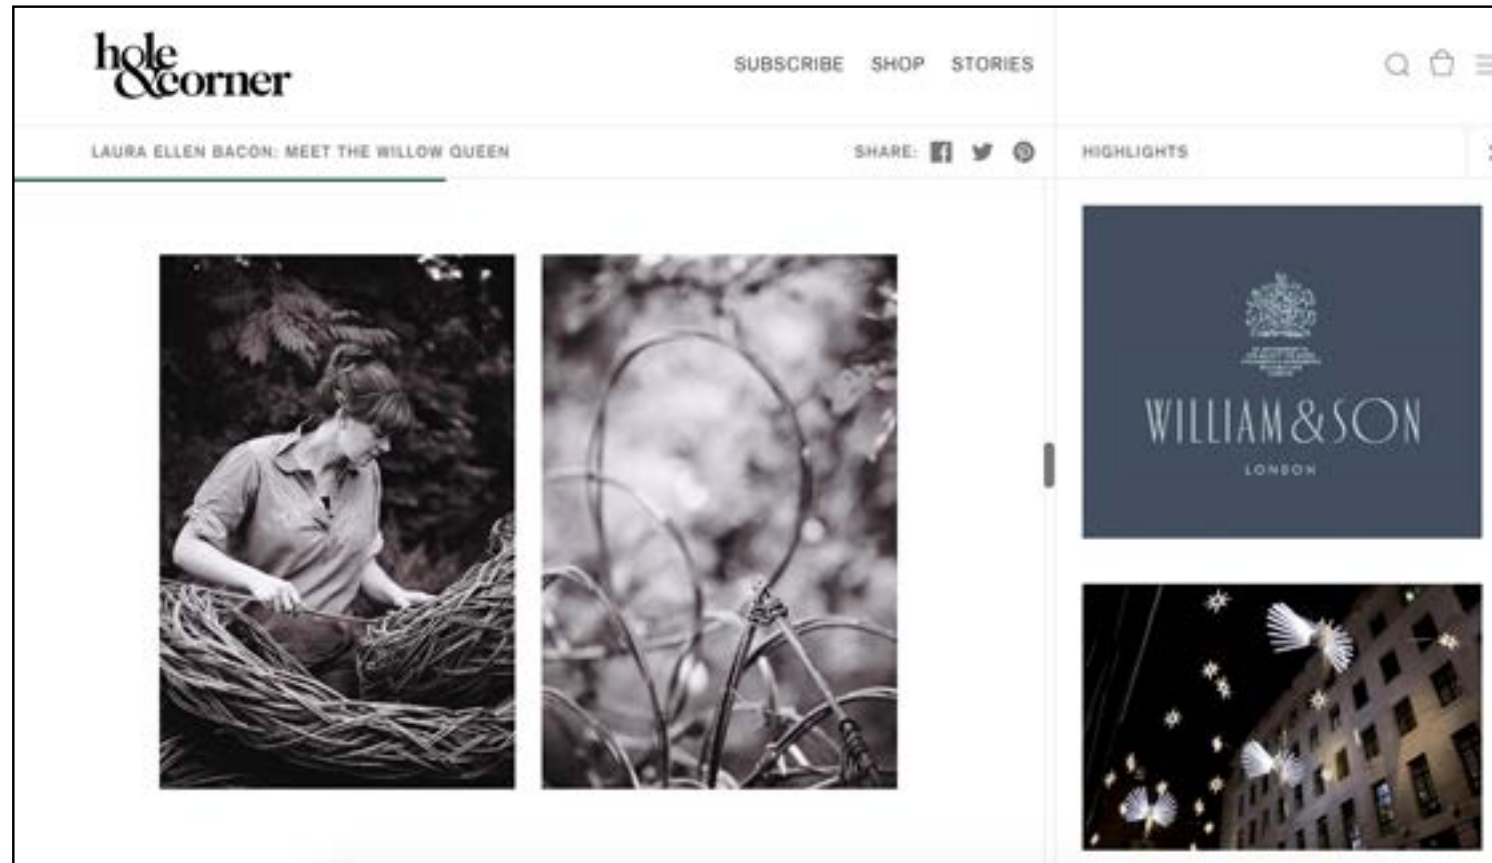 hole
&corner
SUBSCRIBE SHOP STORIES
LAURA ELLEN BACON: MEET THE WILLOW QUEEN
SHARE:
HIGHLIGHTS
WILLIAM & SON
LONDON